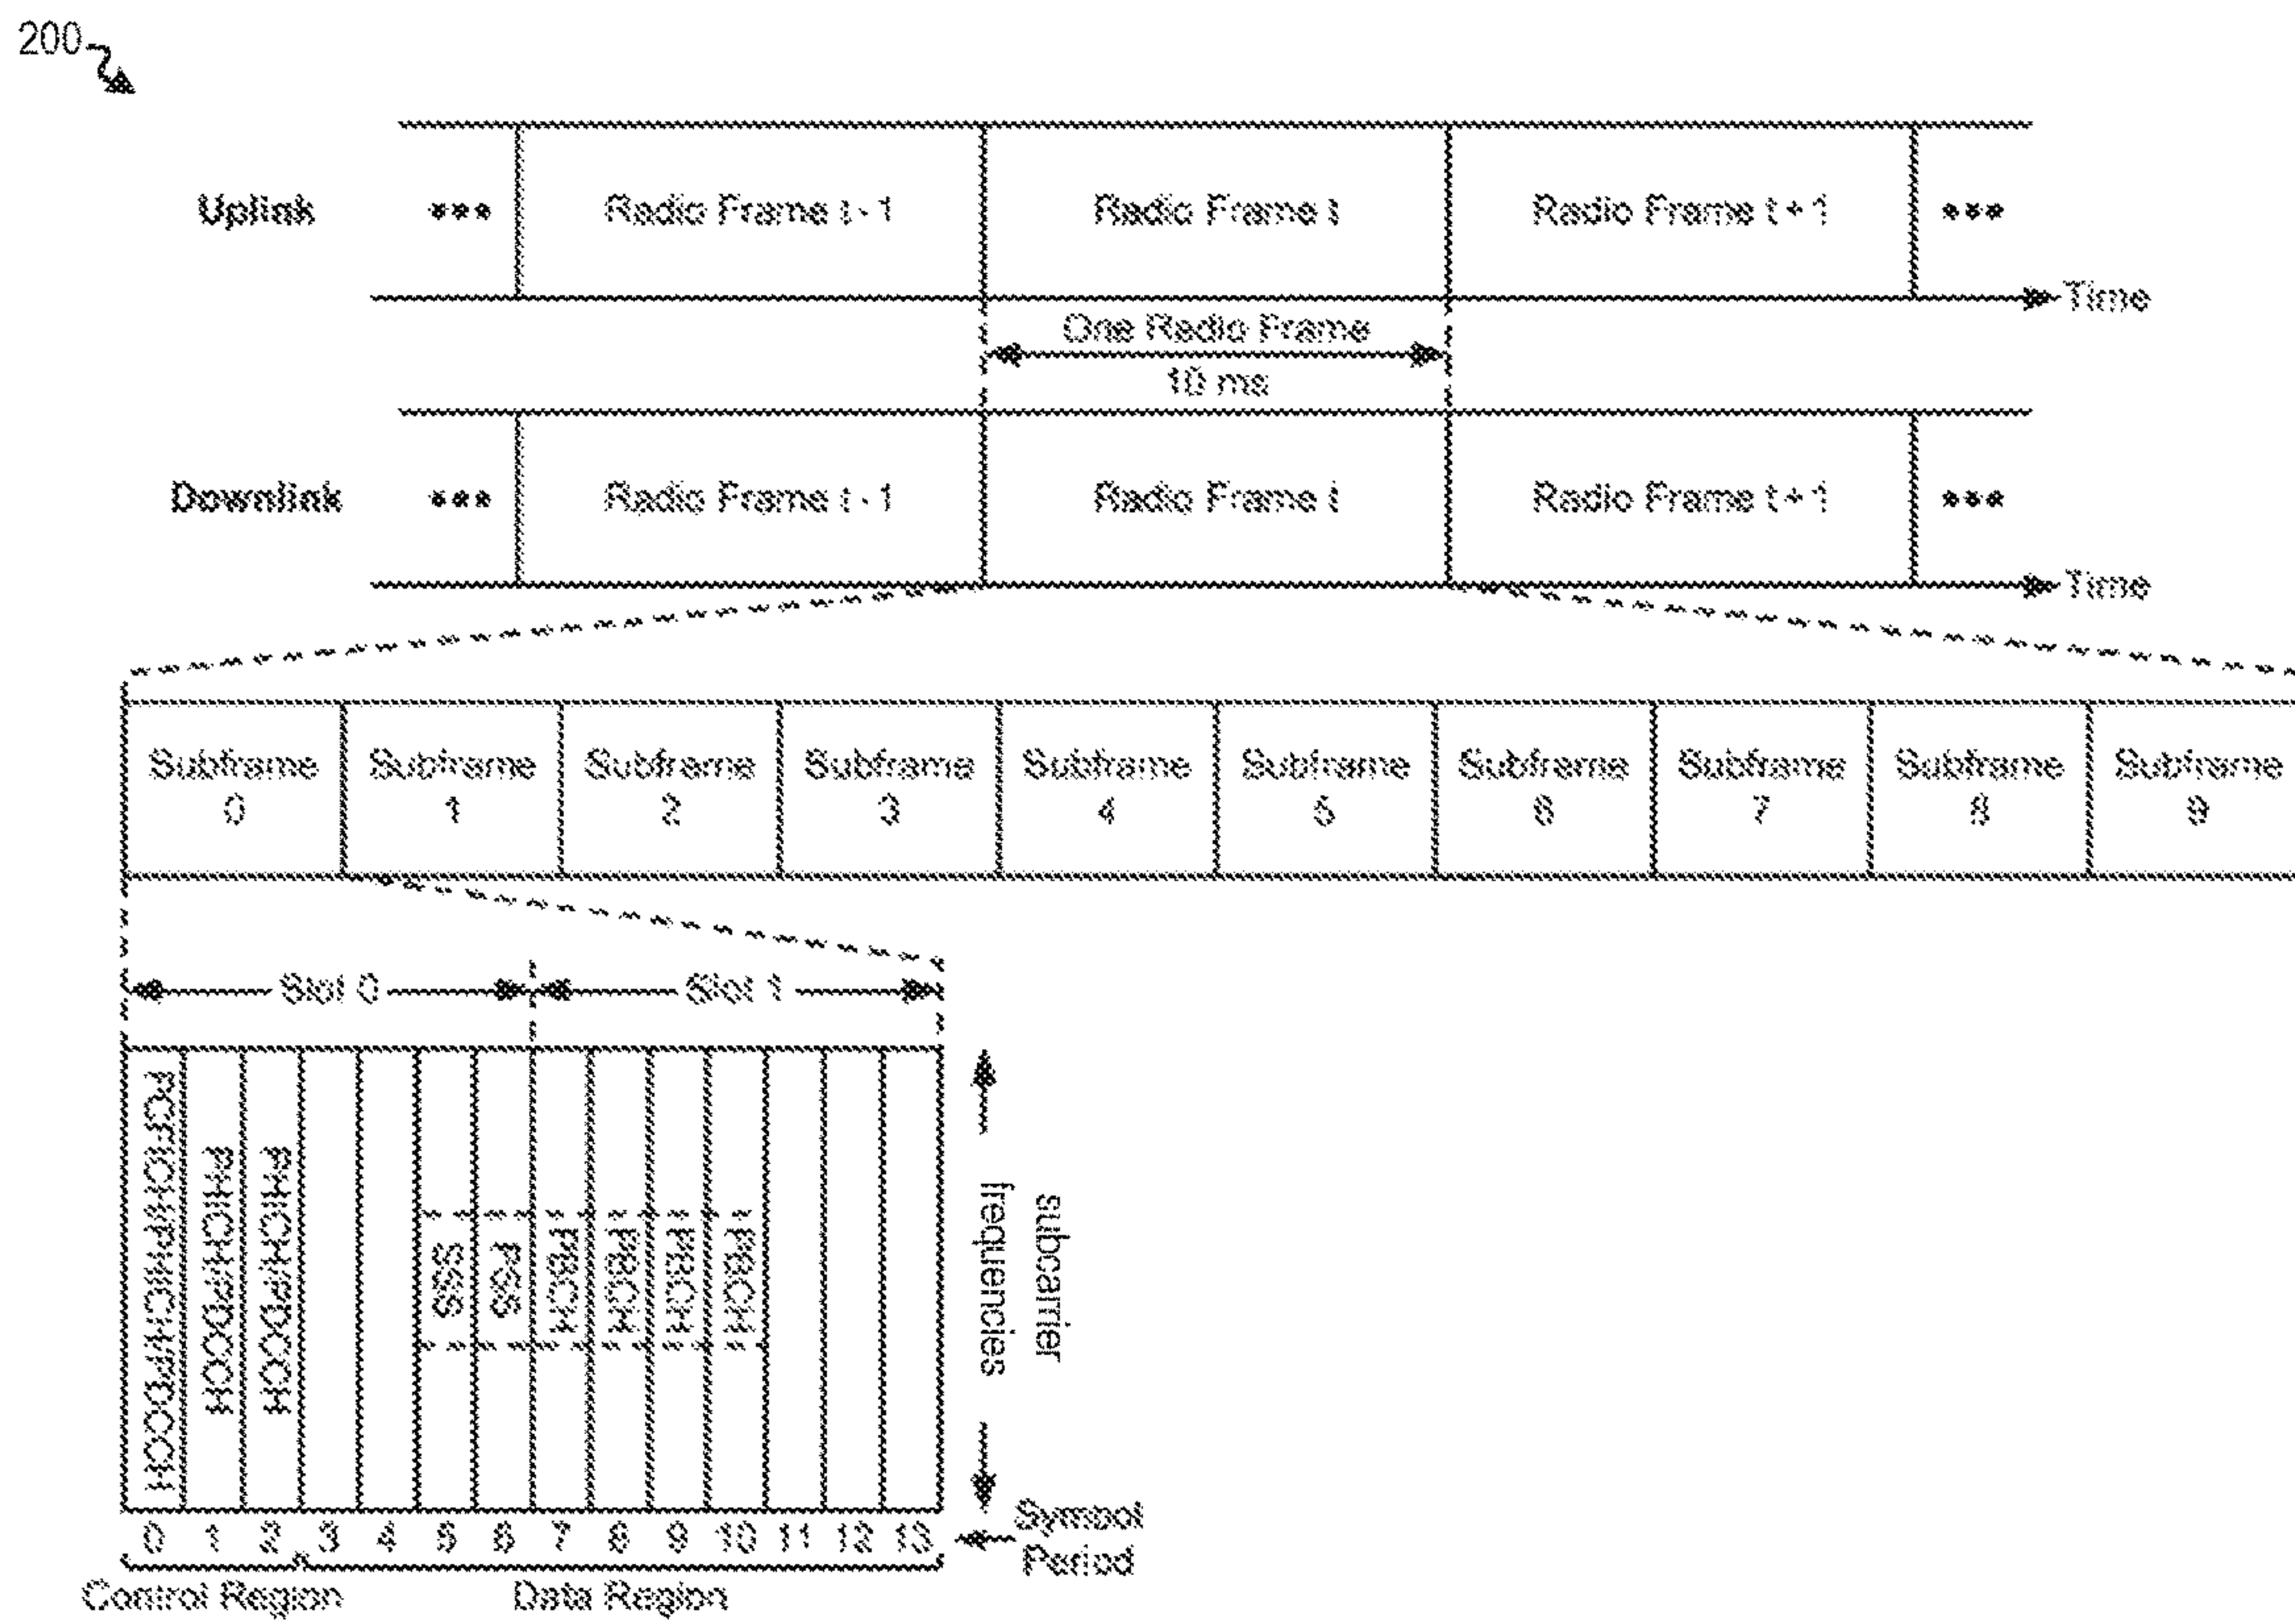 200
Uplink ••• Radio Frame t - 1 Radio Frame t Radio Frame t + 1 •••
Time
One Radio Frame
10 ms
Downlink ••• Radio Frame t - 1 Radio Frame t Radio Frame t + 1 •••
Time
Subframe 0
Subframe 1
Subframe 2
Subframe 3
Subframe 4
Subframe 5
Subframe 6
Subframe 7
Subframe 8
Subframe 9
Slot 0 Slot 1
PCFICH/PHICH/PDCCH
PHICH/PDCCH
PHICH/PDCCH
SSS
PSS
PBCH
PBCH
PBCH
PBCH
subcarrier
frequencies
0 1 2 3 4 5 6 7 8 9 10 11 12 13
Symbol
Period
Control Region Data Region